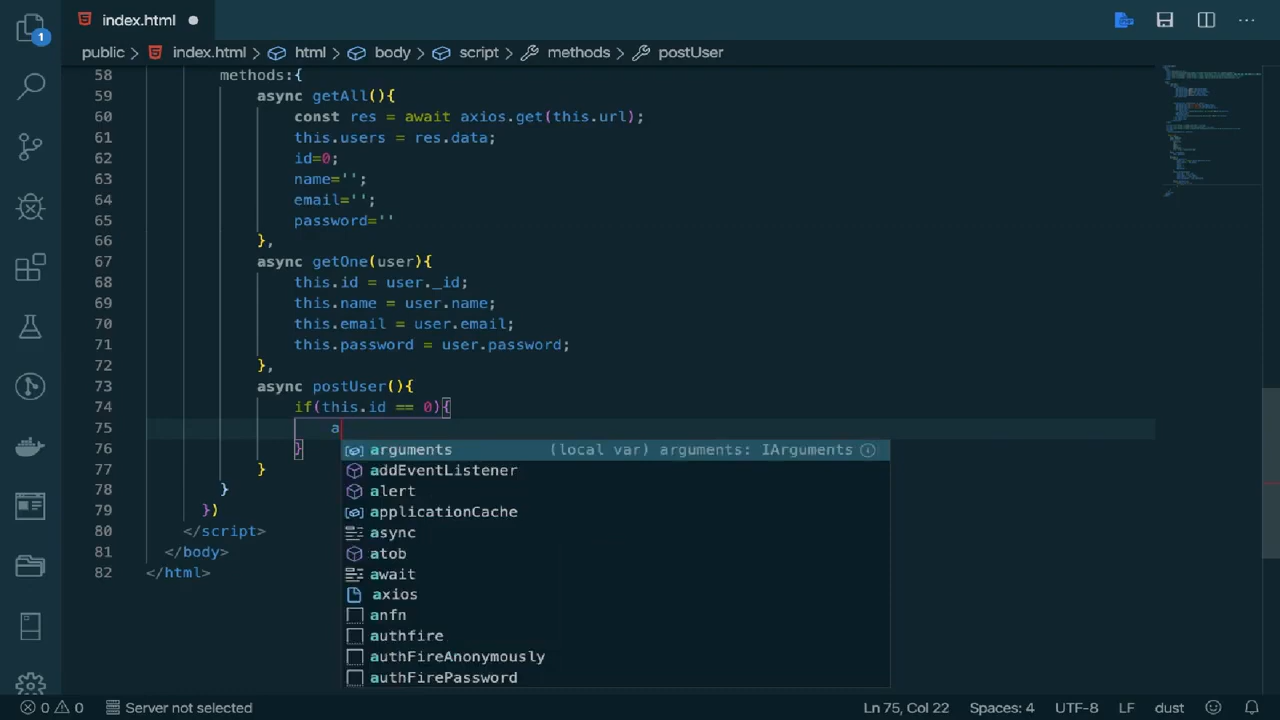 index.html
1
public > index.html > html > body > script > methods > postUser
58 methods:{
59 async getAll(){
60 const res = await axios.get(this.url);
61 this.users = res.data;
62 id=0;
63 name='';
64 email='';
65 password=''
66 },
67 async getOne(user){
68 this.id = user._id;
69 this.name = user.name;
70 this.email = user.email;
71 this.password = user.password;
72 },
73 async postUser(){
74 if(this.id == 0){
75 a
arguments (local var) arguments: IArguments
76 }
addEventListener
77 }
alert
78 }
applicationCache
79 })
async
80 </script>
atob
81 </body>
await
82 </html>
axios
anfn
authfire
authFireAnonymously
authFirePassword
0 0 Server not selected Ln 75, Col 22 Spaces: 4 UTF-8 LF dust